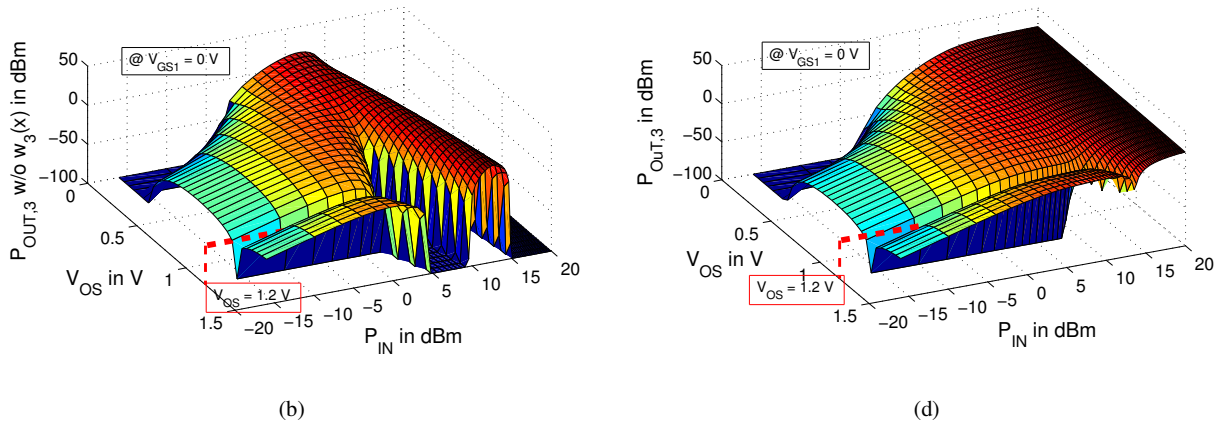 @ V_GS1 = 0 V
P_OUT,3 w/o w_3(x) in dBm
50
0
−50
−100
0
0.5
1
1.5
V_OS in V
V_OS = 1.2 V
−20
−15
−10
−5
0
5
10
15
20
P_IN in dBm
(b)
@ V_GS1 = 0 V
P_OuT,3 in dBm
50
0
−50
−100
0
0.5
1
1.5
V_OS in V
V_OS = 1.2 V
−20
−15
−10
−5
0
5
10
15
20
P_IN in dBm
(d)